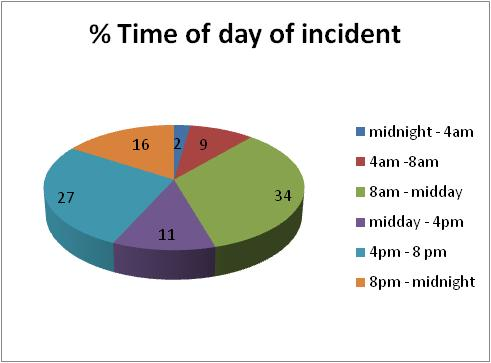 % Time of day of incident
16
2
9
34
27
11
midnight - 4am
4am -8am
8am - midday
midday - 4pm
4pm - 8 pm
8pm - midnight